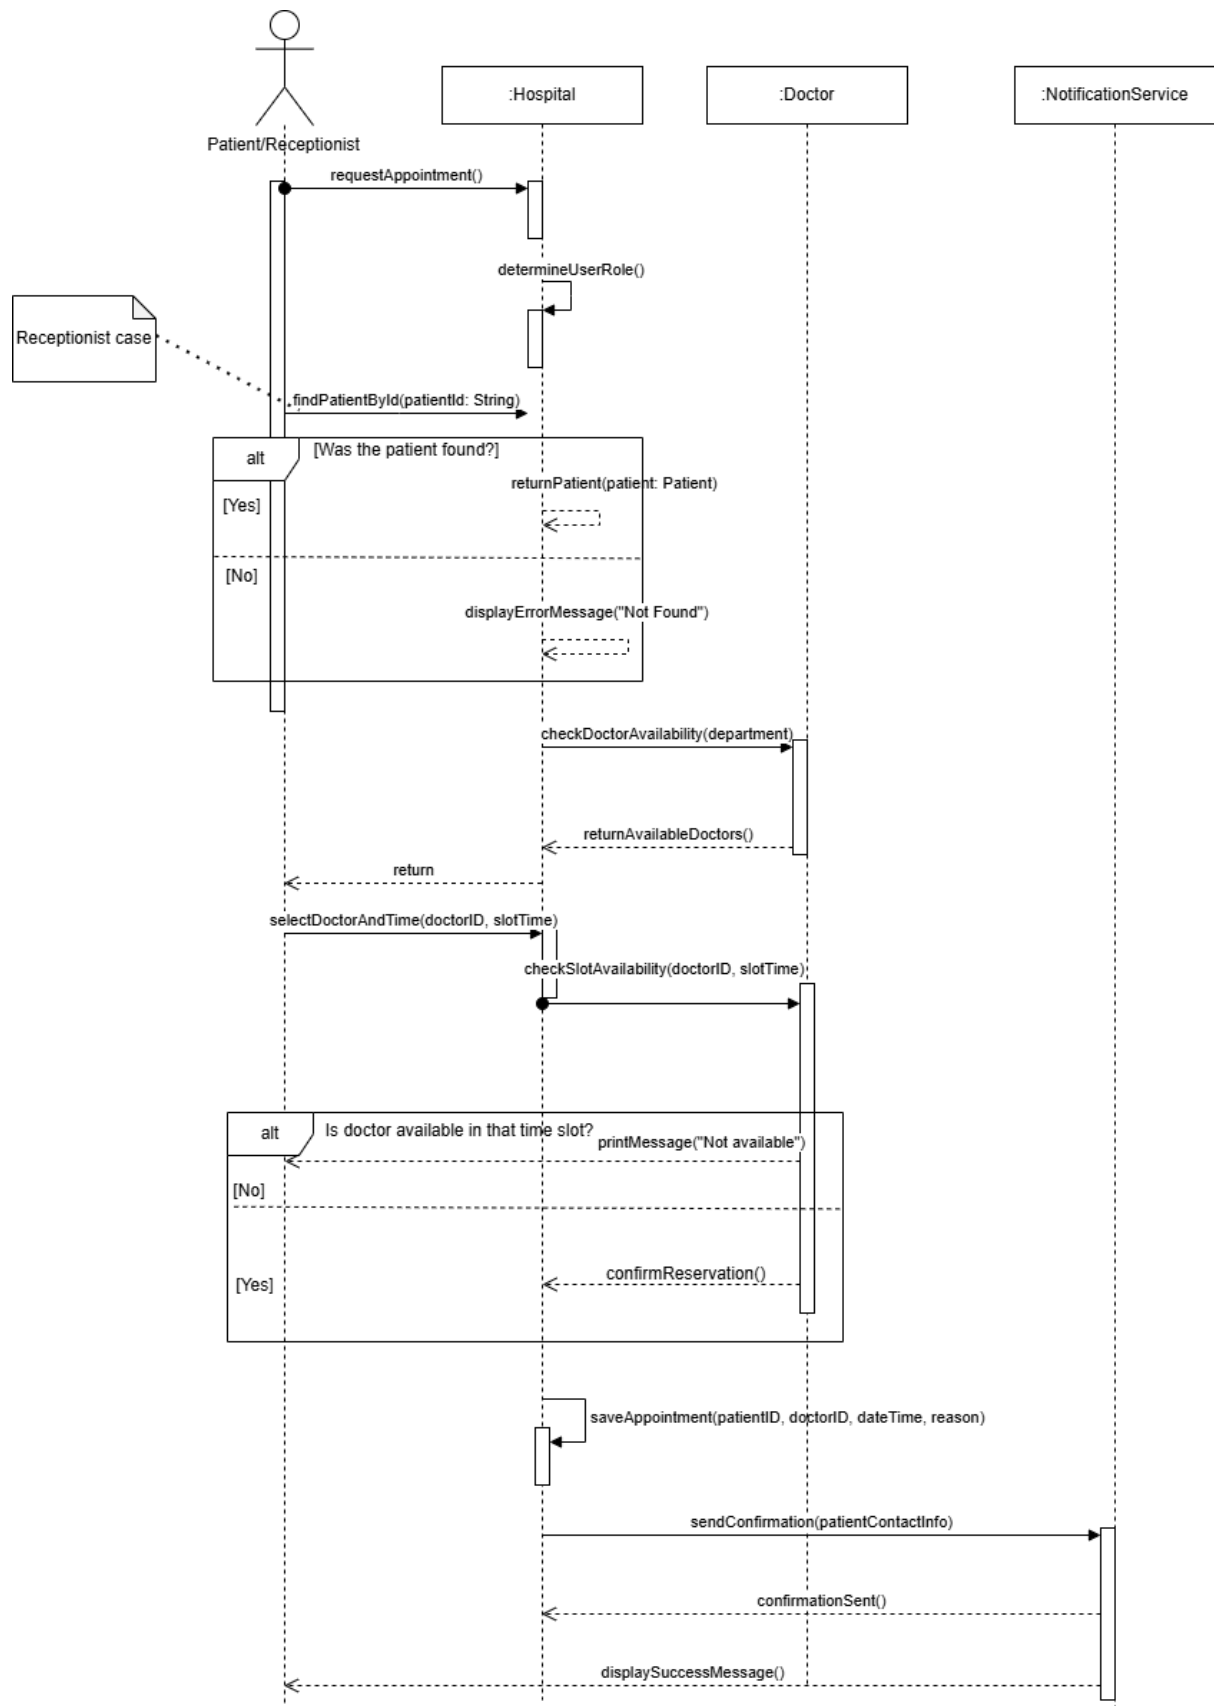 :Hospital
:Doctor
:NotificationService
Patient/Receptionist
requestAppointment()
determineUserRole()
Receptionist case
findPatientById(patientId: String)
alt
[Was the patient found?]
returnPatient(patient: Patient)
[Yes]
[No]
displayErrorMessage("Not Found")
checkDoctorAvailability(department)
returnAvailableDoctors()
return
selectDoctorAndTime(doctorID, slotTime)
checkSlotAvailability(doctorID, slotTime)
alt
Is doctor available in that time slot?
printMessage("Not available")
[No]
confirmReservation()
[Yes]
saveAppointment(patientID, doctorID, dateTime, reason)
sendConfirmation(patientContactInfo)
confirmationSent()
displaySuccessMessage()